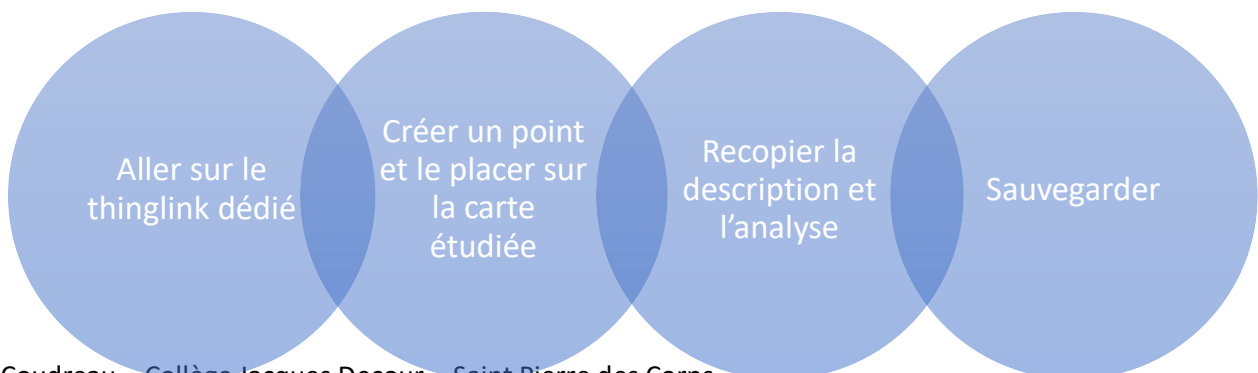 Aller sur le
thinglink dédié
Créer un point
et le placer sur
la carte
étudiée
Recopier la
description et
l’analyse
Sauvegarder
Coudreau – Collège Jacques Decour – Saint Pierre des Corps